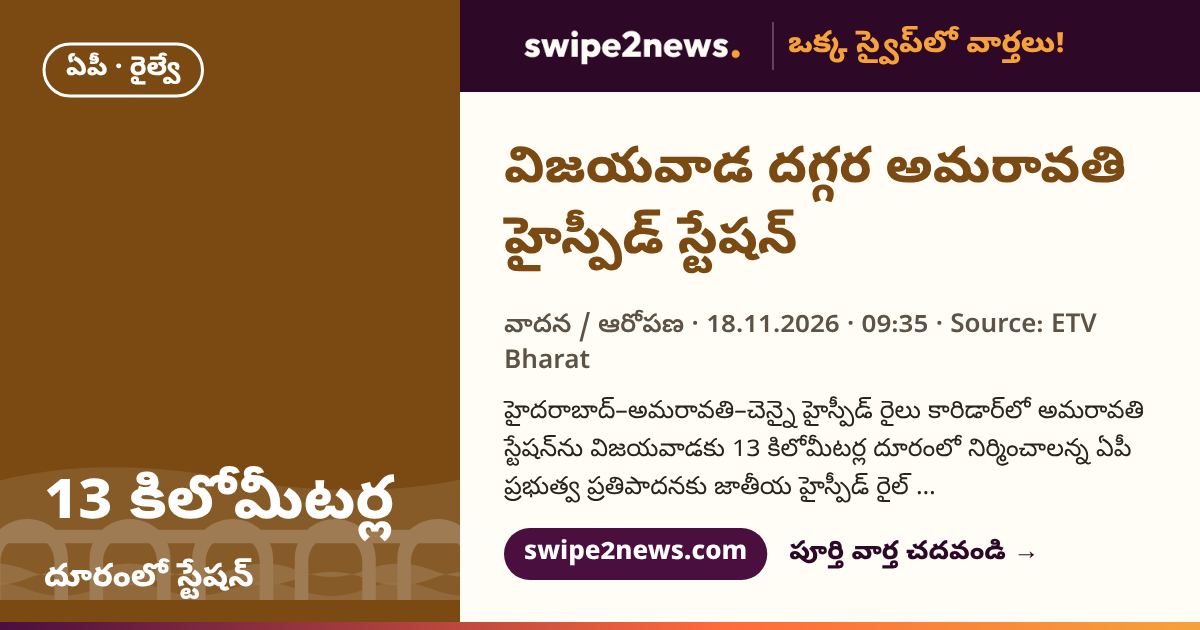 ఏపీ · రైల్వే
13 కిలోమీటర్ల
దూరంలో స్టేషన్
swipe2news.
ఒక్క స్వైప్‌లో వార్తలు!
విజయవాడ దగ్గర అమరావతి
హైస్పీడ్ స్టేషన్
వాదన / ఆరోపణ · 18.11.2026 · 09:35 · Source: ETV
Bharat
హైదరాబాద్–అమరావతి–చెన్నై హైస్పీడ్ రైలు కారిడార్‌లో అమరావతి
స్టేషన్‌ను విజయవాడకు 13 కిలోమీటర్ల దూరంలో నిర్మించాలన్న ఏపీ
ప్రభుత్వ ప్రతిపాదనకు జాతీయ హైస్పీడ్ రైల్ ...
swipe2news.com
పూర్తి వార్త చదవండి →